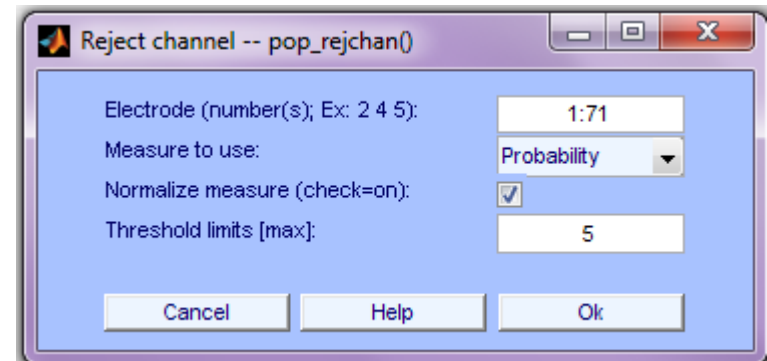 Reject channel -- pop_rejchan()
Electrode (number(s); Ex: 2 4 5): 1:71
Measure to use: Probability
Normalize measure (check=on):
Threshold limits [max]: 5
Cancel Help Ok